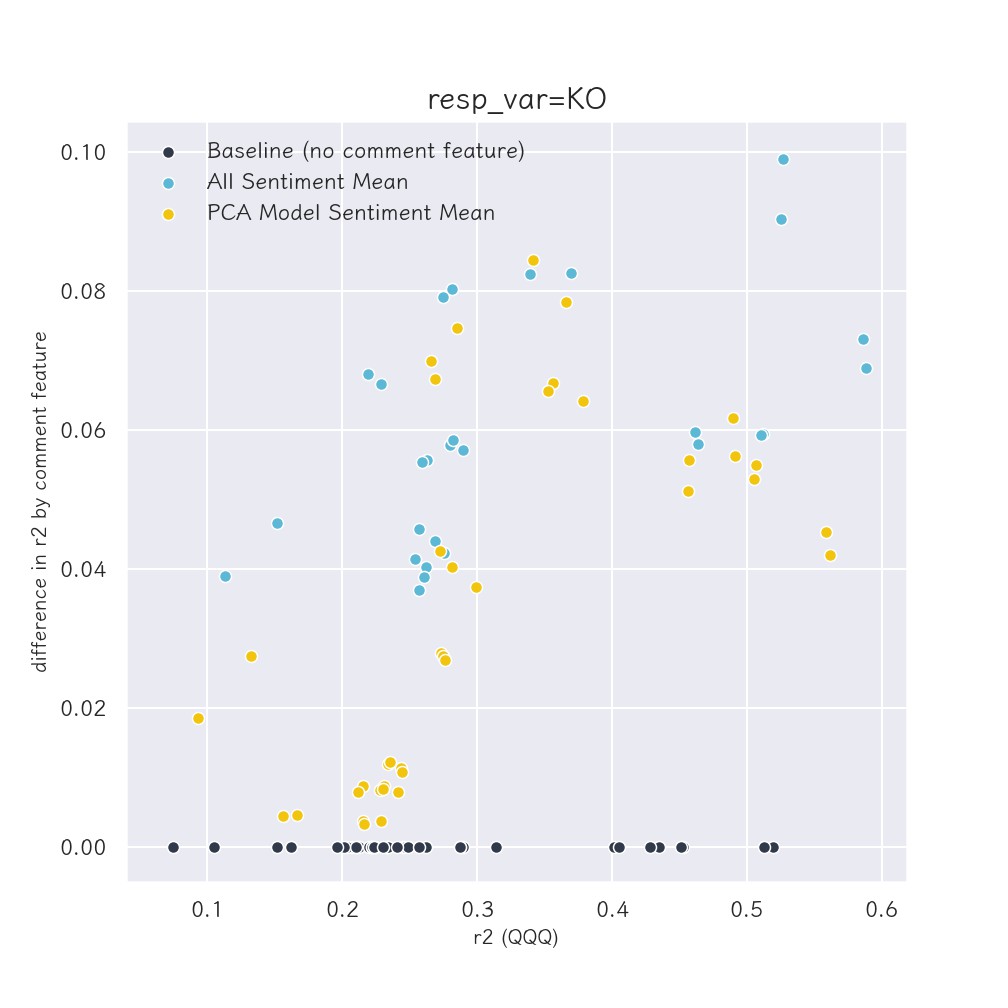 resp_var=KO
Baseline (no comment feature)
All Sentiment Mean
PCA Model Sentiment Mean
difference in r2 by comment feature
0.10
0.08
0.06
0.04
0.02
0.00
0.1 0.2 0.3 0.4 0.5 0.6
r2 (QQQ)